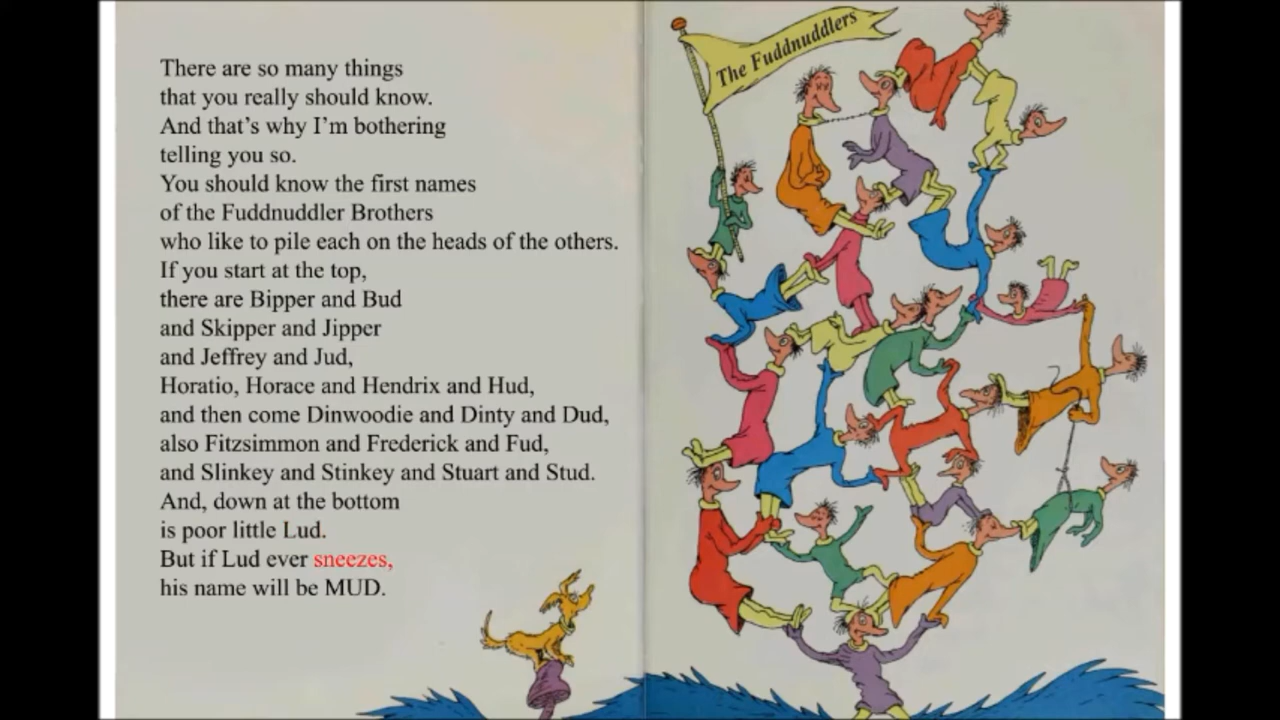 There are so many things
that you really should know.
And that’s why I’m bothering
telling you so.
You should know the first names
of the Fuddnuddler Brothers
who like to pile each on the heads of the others.
If you start at the top,
there are Bipper and Bud
and Skipper and Jipper
and Jeffrey and Jud,
Horatio, Horace and Hendrix and Hud,
and then come Dinwoodie and Dinty and Dud,
also Fitzsimmon and Frederick and Fud,
and Slinkey and Stinkey and Stuart and Stud.
And, down at the bottom
is poor little Lud.
But if Lud ever sneezes,
his name will be MUD.
The Fuddnuddlers